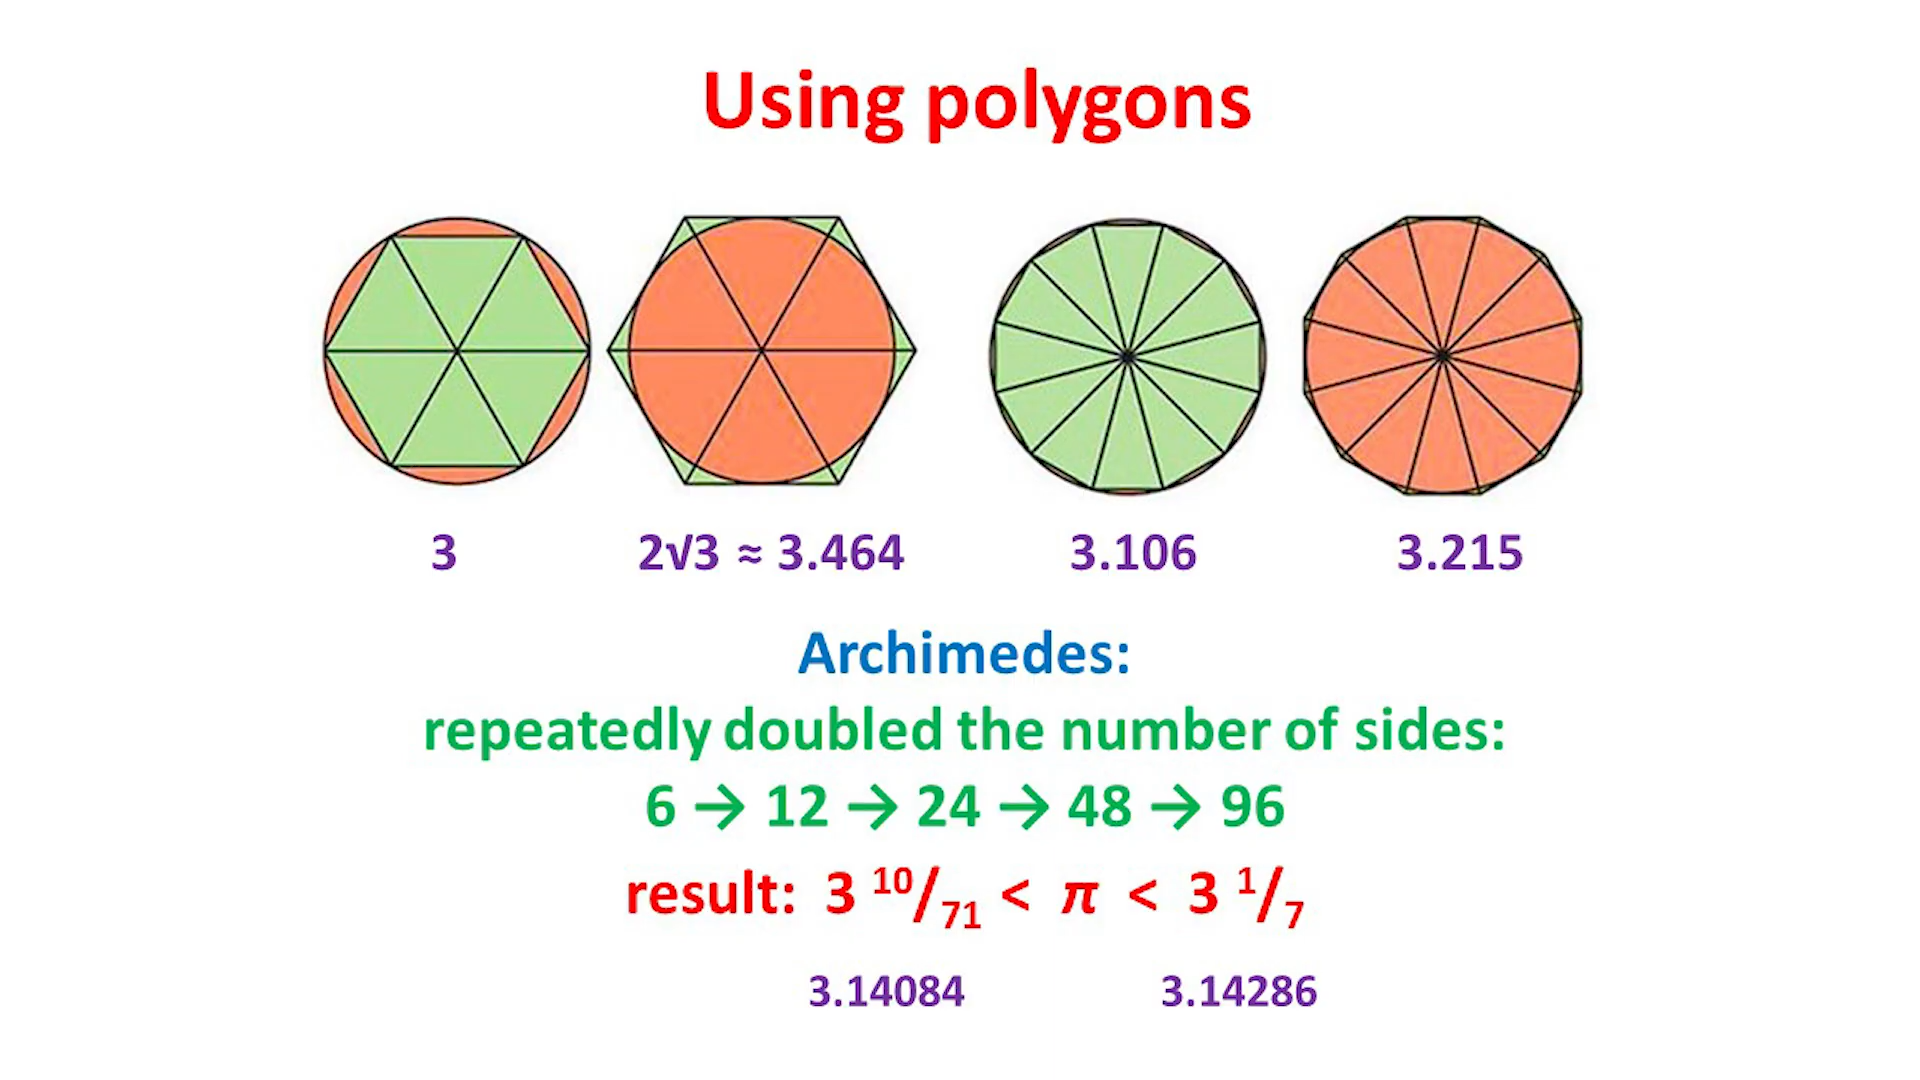 Using polygons
3 2√3 ≈ 3.464 3.106 3.215
Archimedes:
repeatedly doubled the number of sides:
6 → 12 → 24 → 48 → 96
result: 3 10/71 < π < 3 1/7
3.14084 3.14286